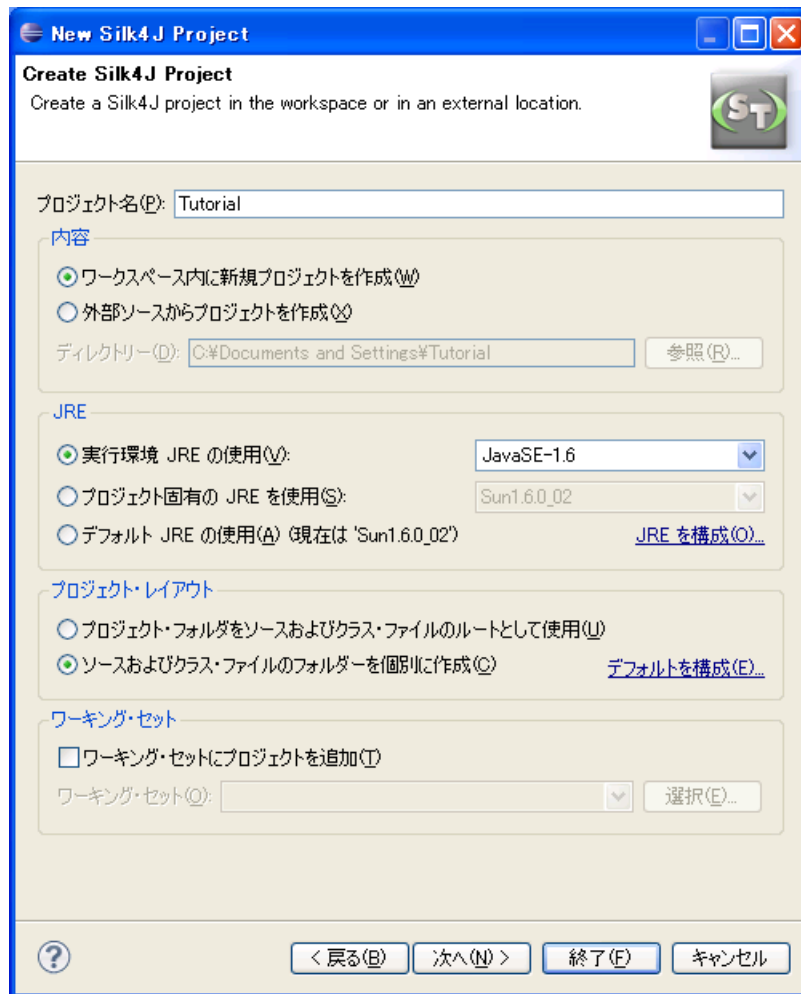 New Silk4J Project
Create Silk4J Project
Create a Silk4J project in the workspace or in an external location.
ST
プロジェクト名(P): Tutorial
内容
ワークスペース内に新規プロジェクトを作成(W)
外部ソースからプロジェクトを作成(X)
ディレクトリー(D): C:¥Documents and Settings¥Tutorial 参照(R)...
JRE
実行環境 JRE の使用(V): JavaSE-1.6
プロジェクト固有の JRE を使用(S): Sun1.6.0_02
デフォルト JRE の使用(A) (現在は 'Sun1.6.0_02') JRE を構成(O)...
プロジェクト・レイアウト
プロジェクト・フォルダをソースおよびクラス・ファイルのルートとして使用(U)
ソースおよびクラス・ファイルのフォルダーを個別に作成(C) デフォルトを構成(E)...
ワーキング・セット
ワーキング・セットにプロジェクトを追加(T)
ワーキング・セット(O): 選択(E)...
? < 戻る(B) 次へ(N) > 終了(F) キャンセル